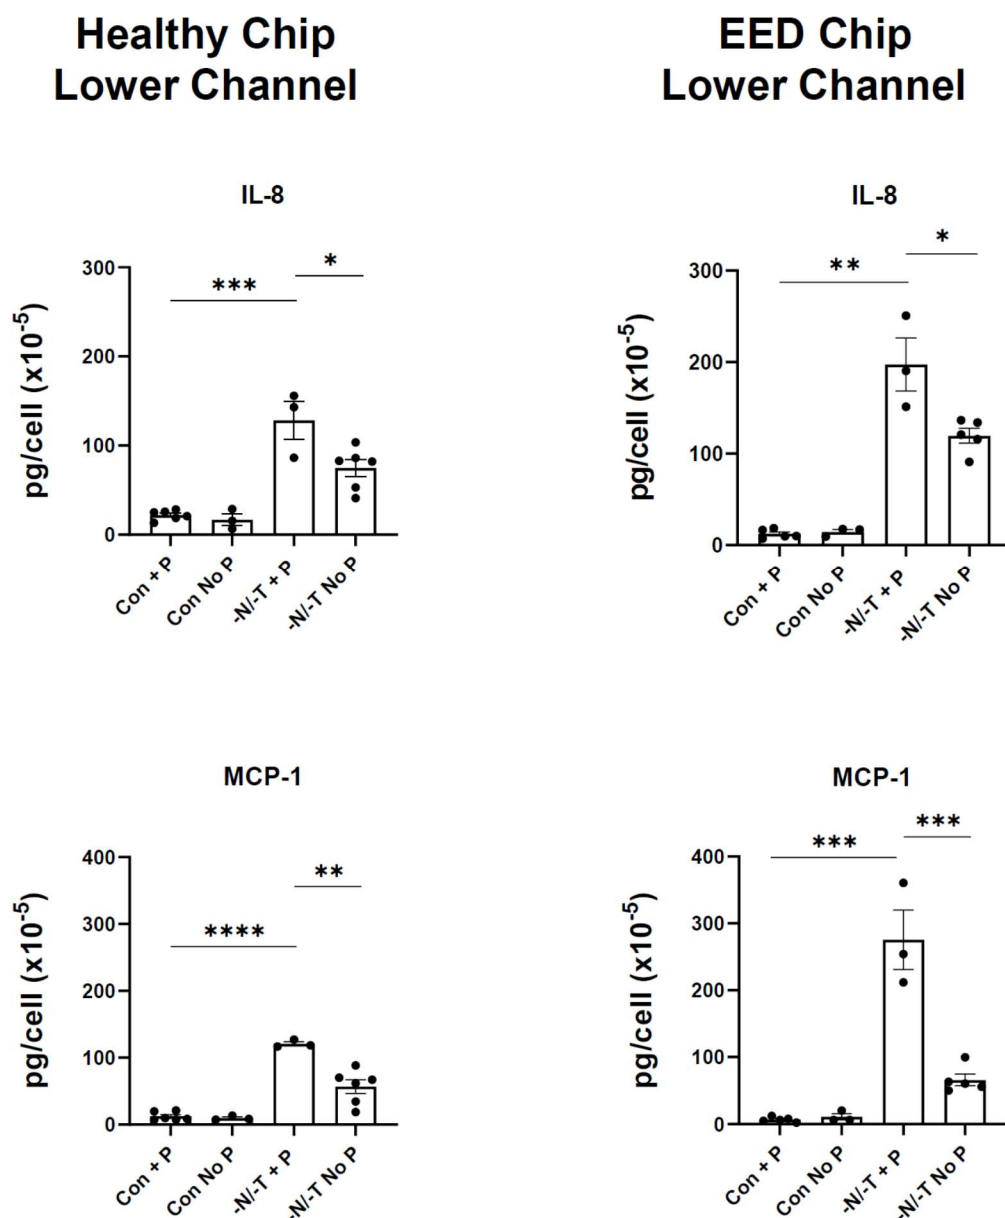 Healthy Chip
Lower Channel
EED Chip
Lower Channel
IL-8
pg/cell (x10⁻⁵)
300
200
100
0
***
*
Con + P
Con No P
-N/-T + P
-N/-T No P
IL-8
pg/cell (x10⁻⁵)
300
200
100
0
**
*
Con + P
Con No P
-N/-T + P
-N/-T No P
MCP-1
pg/cell (x10⁻⁵)
400
300
200
100
0
****
**
Con + P
Con No P
-N/-T + P
-N/-T No P
MCP-1
pg/cell (x10⁻⁵)
400
300
200
100
0
***
***
Con + P
Con No P
-N/-T + P
-N/-T No P